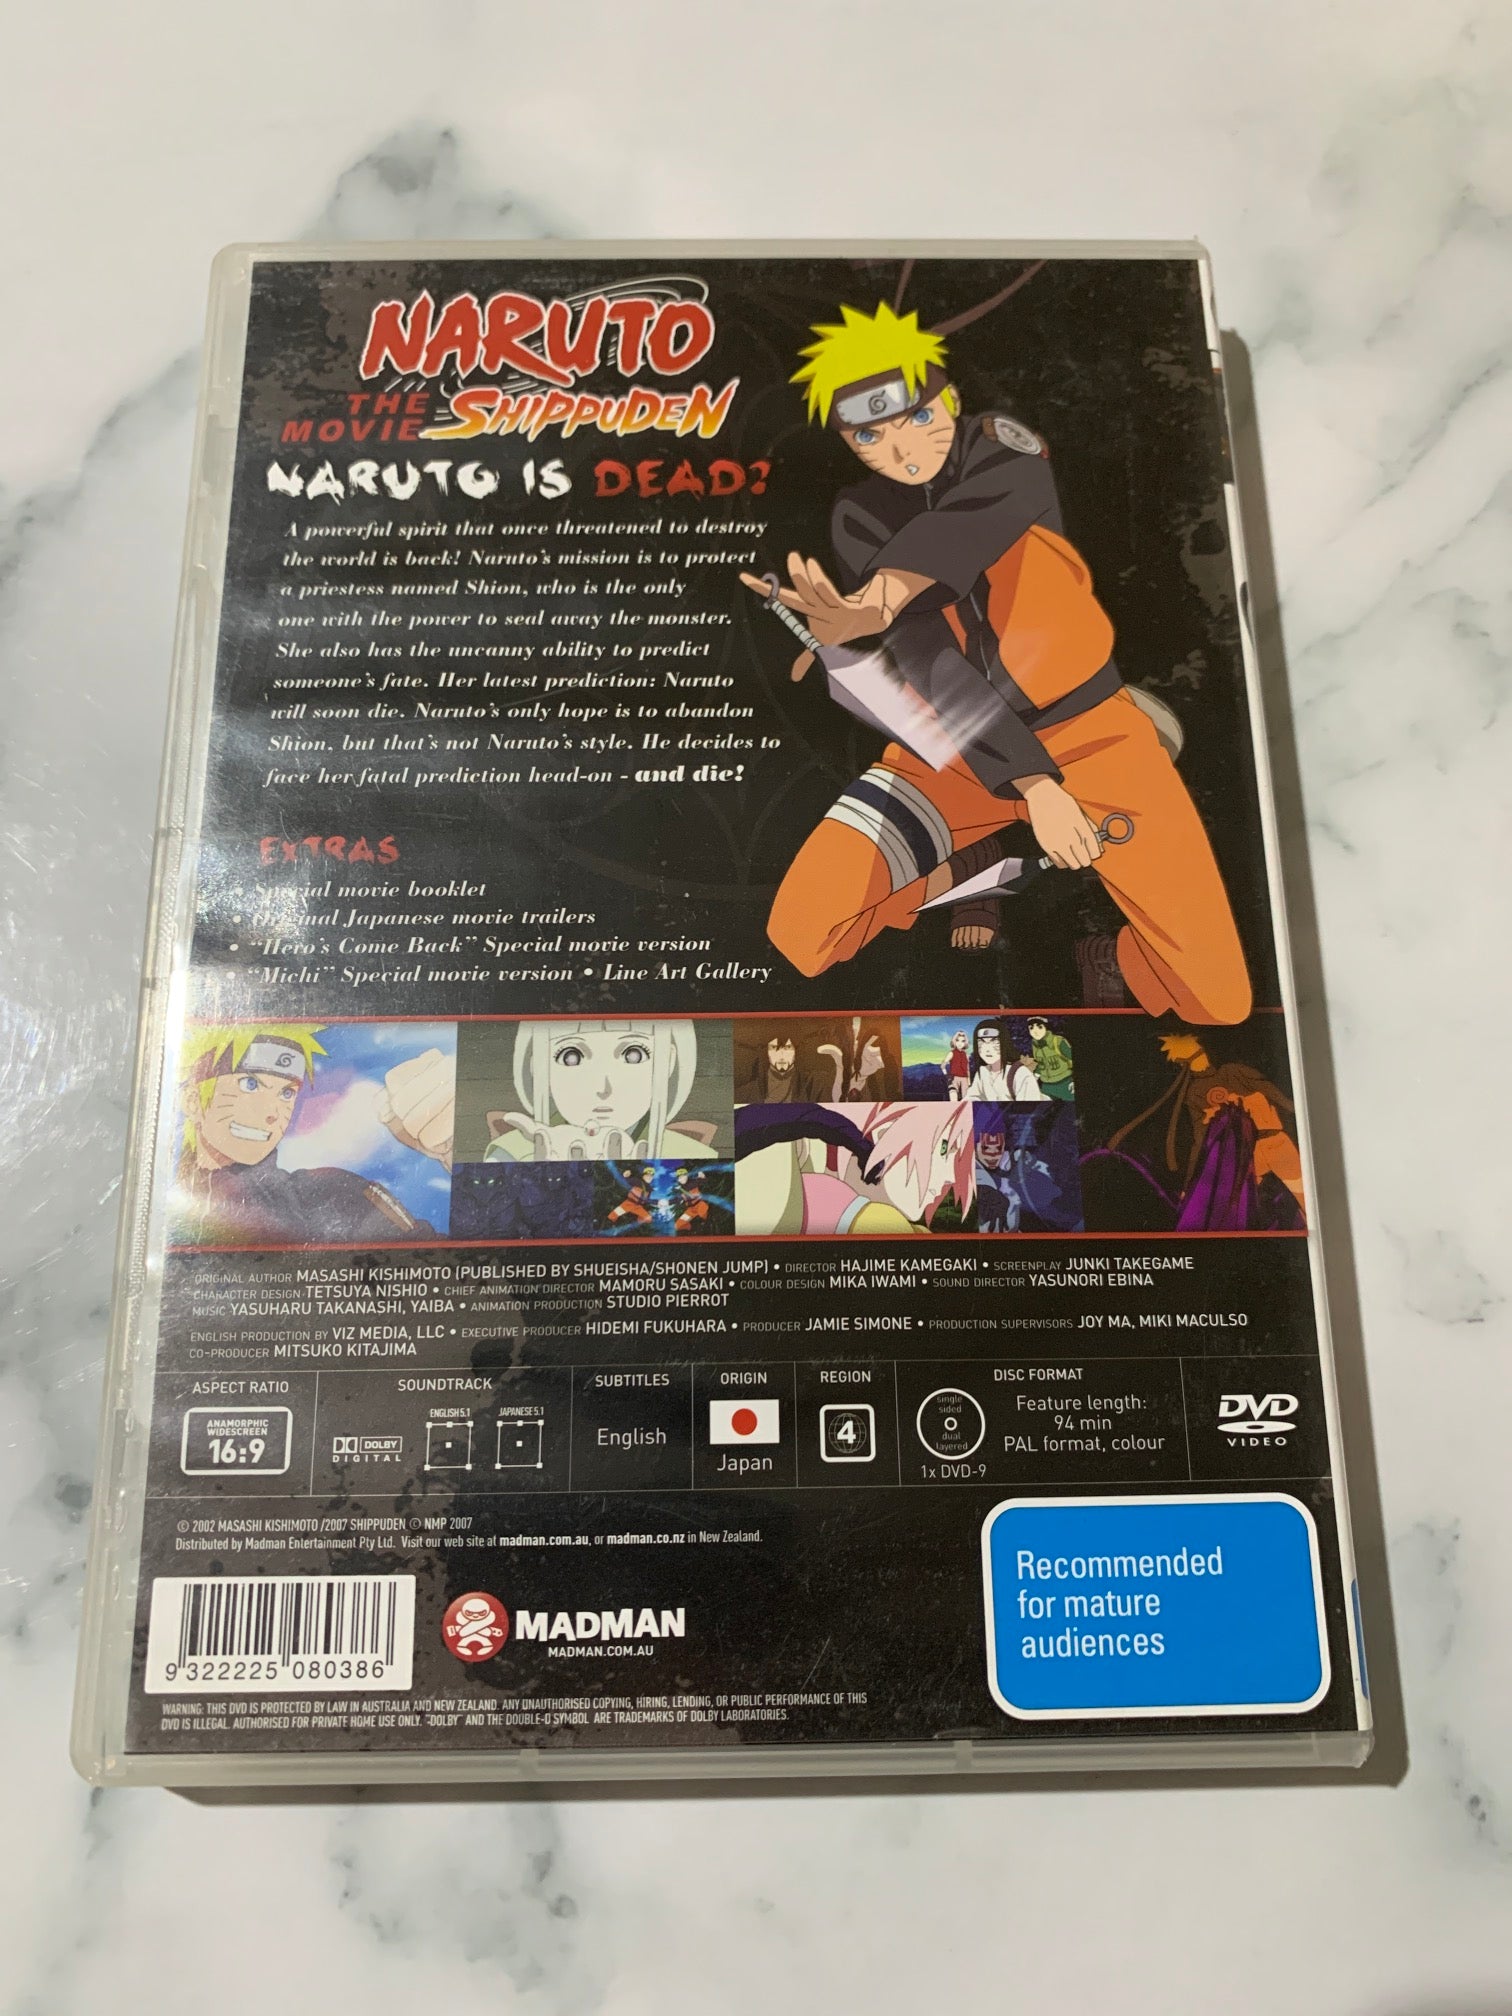 NARUTO
THE
MOVIE SHIPPUDEN
NARUTO IS DEAD?
A powerful spirit that once threatened to destroy
the world is back! Naruto's mission is to protect
a priestess named Shion, who is the only
one with the power to seal away the monster.
She also has the uncanny ability to predict
someone's fate. Her latest prediction: Naruto
will soon die. Naruto's only hope is to abandon
Shion, but that's not Naruto's style. He decides to
face her fatal prediction head-on - and die!
EXTRAS
• Special movie booklet
• Original Japanese movie trailers
• "Hero's Come Back" Special movie version
• "Michi" Special movie version • Line Art Gallery
ORIGINAL AUTHOR MASASHI KISHIMOTO (PUBLISHED BY SHUEISHA/SHONEN JUMP) • DIRECTOR HAJIME KAMEGAKI • SCREENPLAY JUNKI TAKEGAME
CHARACTER DESIGN TETSUYA NISHIO • CHIEF ANIMATION DIRECTOR MAMORU SASAKI • COLOUR DESIGN MIKA IWAMI • SOUND DIRECTOR YASUNORI EBINA
MUSIC YASUHARU TAKANASHI, YAIBA • ANIMATION PRODUCTION STUDIO PIERROT
ENGLISH PRODUCTION BY VIZ MEDIA, LLC • EXECUTIVE PRODUCER HIDEMI FUKUHARA • PRODUCER JAMIE SIMONE • PRODUCTION SUPERVISORS JOY MA, MIKI MACULSO
CO-PRODUCER MITSUKO KITAJIMA
ASPECT RATIO
ANAMORPHIC
WIDESCREEN
16:9
SOUNDTRACK
DOLBY
DIGITAL
ENGLISH 5.1
JAPANESE 5.1
SUBTITLES
English
ORIGIN
Japan
REGION
4
DISC FORMAT
single
sided
dual
layered
1x DVD-9
Feature length:
94 min
PAL format, colour
DVD
VIDEO
© 2002 MASASHI KISHIMOTO /2007 SHIPPUDEN © NMP 2007
Distributed by Madman Entertainment Pty Ltd. Visit our web site at madman.com.au, or madman.co.nz in New Zealand.
9 322225 080386
MADMAN
MADMAN.COM.AU
Recommended
for mature
audiences
WARNING: THIS DVD IS PROTECTED BY LAW IN AUSTRALIA AND NEW ZEALAND. ANY UNAUTHORISED COPYING, HIRING, LENDING, OR PUBLIC PERFORMANCE OF THIS
DVD IS ILLEGAL. AUTHORISED FOR PRIVATE HOME USE ONLY. "DOLBY" AND THE DOUBLE-D SYMBOL ARE TRADEMARKS OF DOLBY LABORATORIES.